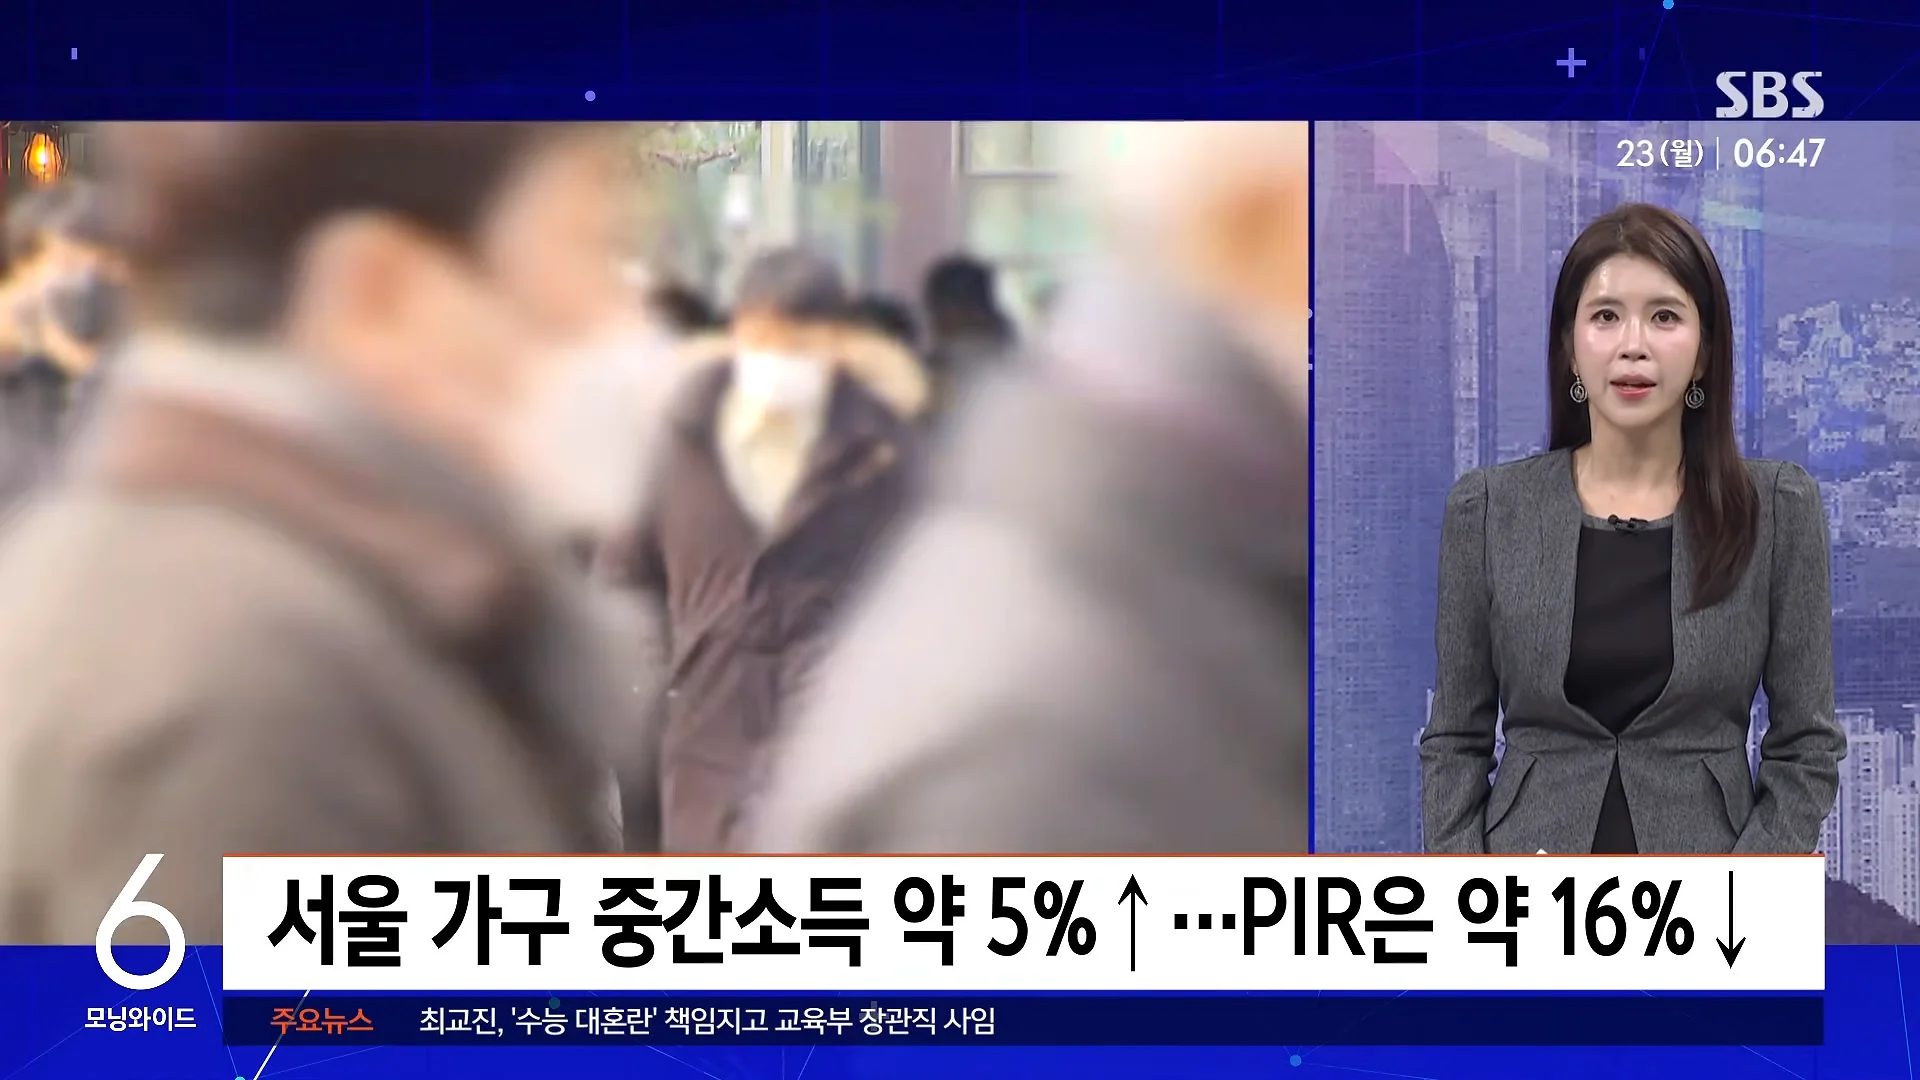 SBS
23(월) | 06:47
서울 가구 중간소득 약 5%↑…PIR은 약 16%↓
6
모닝와이드
주요뉴스 최교진, '수능 대혼란' 책임지고 교육부 장관직 사임